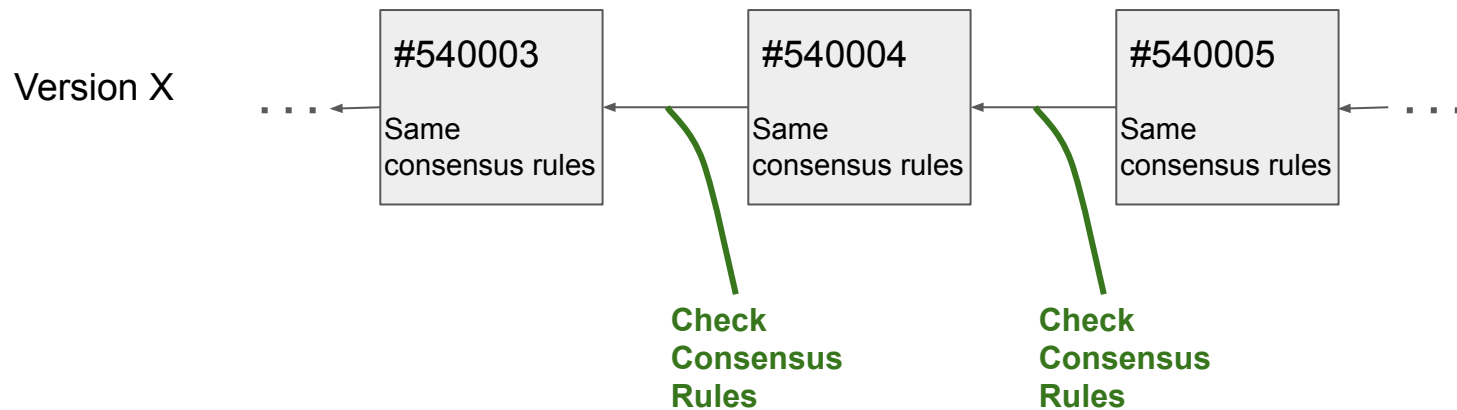 Version X
. . .
#540003
Same
consensus rules
#540004
Same
consensus rules
#540005
Same
consensus rules
. . .
Check
Consensus
Rules
Check
Consensus
Rules